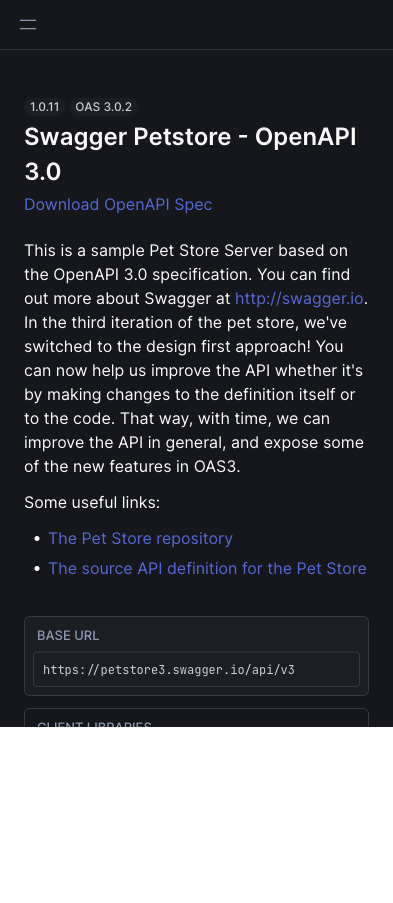 1.0.11 OAS 3.0.2
Swagger Petstore - OpenAPI
3.0
Download OpenAPI Spec
This is a sample Pet Store Server based on
the OpenAPI 3.0 specification. You can find
out more about Swagger at http://swagger.io.
In the third iteration of the pet store, we've
switched to the design first approach! You
can now help us improve the API whether it's
by making changes to the definition itself or
to the code. That way, with time, we can
improve the API in general, and expose some
of the new features in OAS3.
Some useful links:
• The Pet Store repository
• The source API definition for the Pet Store
BASE URL
https://petstore3.swagger.io/api/v3
CLIENT LIBRARIES